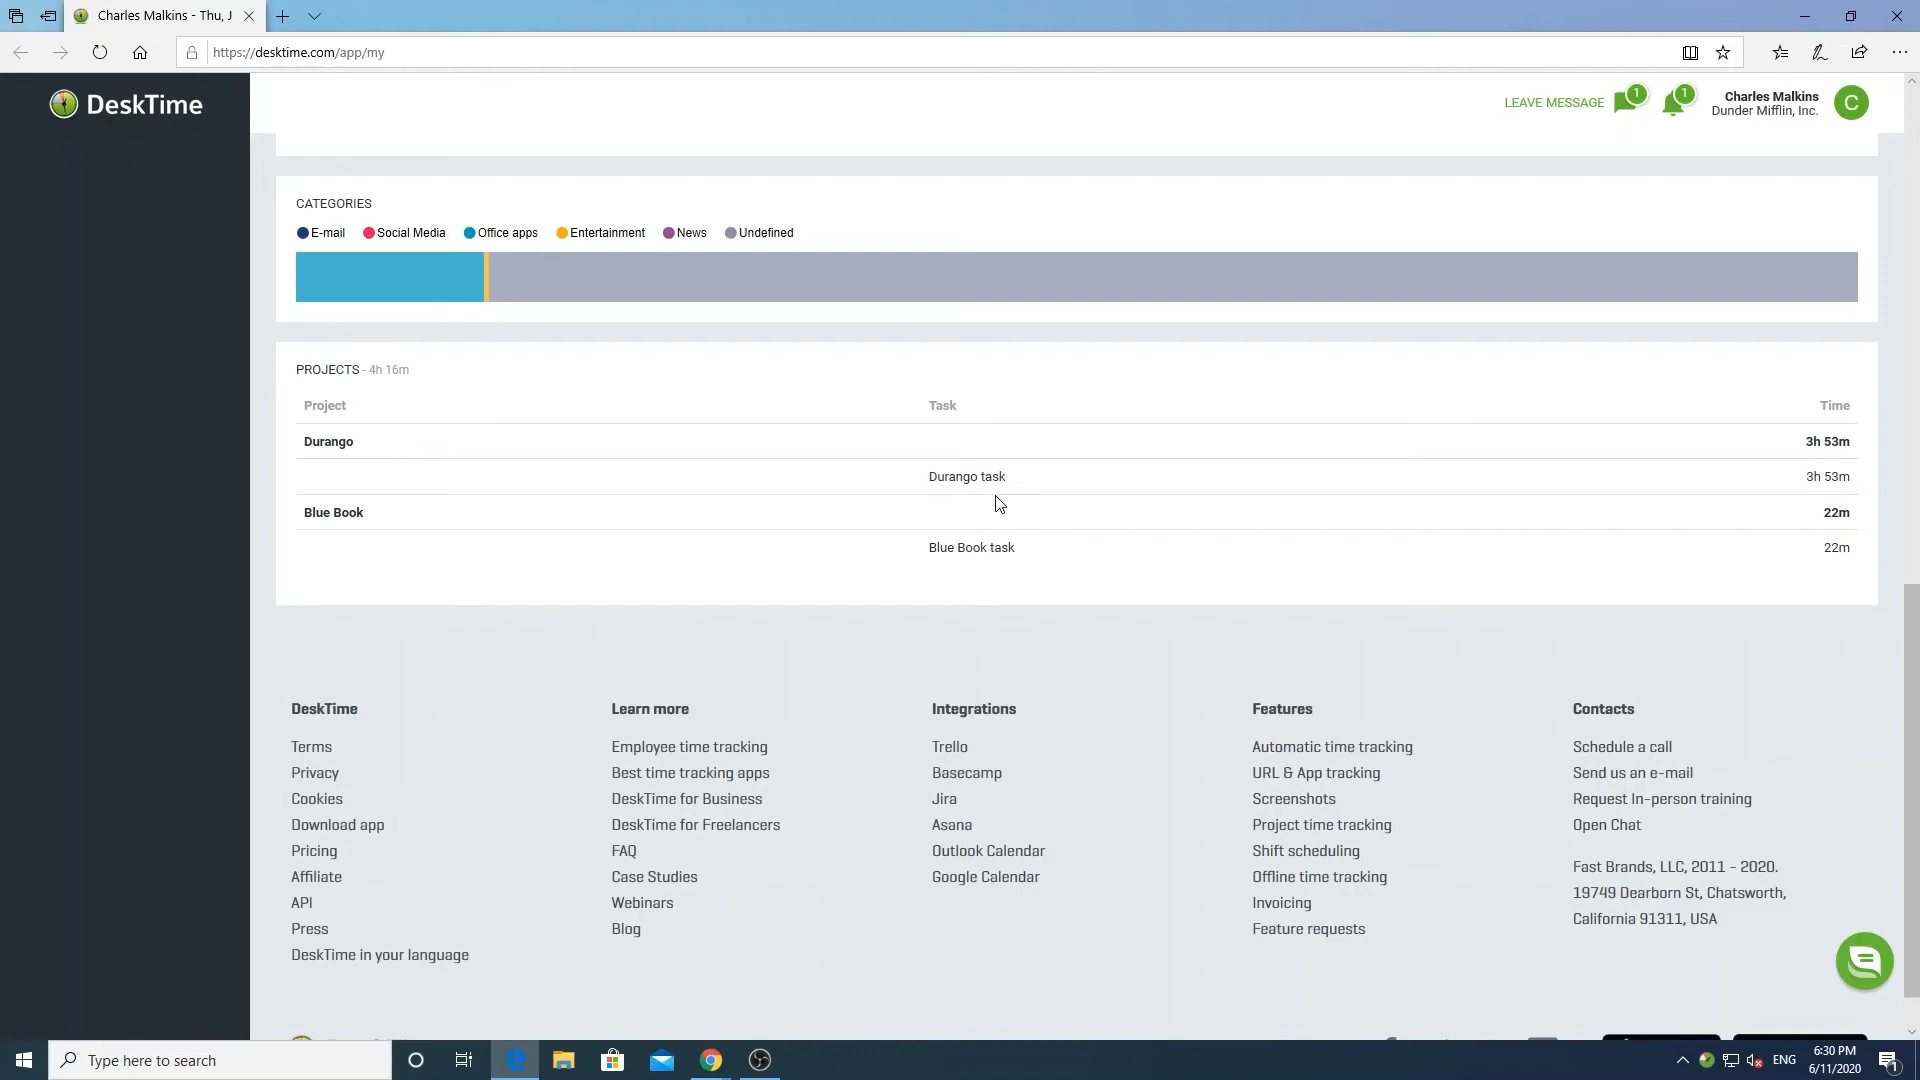 Charles Malkins - Thu, J
https://desktime.com/app/my
DeskTime
LEAVE MESSAGE
1
1
Charles Malkins
Dunder Mifflin, Inc.
C
CATEGORIES
E-mail Social Media Office apps Entertainment News Undefined
PROJECTS - 4h 16m
Project Task Time
Durango 3h 53m
Durango task 3h 53m
Blue Book 22m
Blue Book task 22m
DeskTime
Terms
Privacy
Cookies
Download app
Pricing
Affiliate
API
Press
DeskTime in your language
Learn more
Employee time tracking
Best time tracking apps
DeskTime for Business
DeskTime for Freelancers
FAQ
Case Studies
Webinars
Blog
Integrations
Trello
Basecamp
Jira
Asana
Outlook Calendar
Google Calendar
Features
Automatic time tracking
URL & App tracking
Screenshots
Project time tracking
Shift scheduling
Offline time tracking
Invoicing
Feature requests
Contacts
Schedule a call
Send us an e-mail
Request In-person training
Open Chat
Fast Brands, LLC, 2011 - 2020.
19749 Dearborn St, Chatsworth,
California 91311, USA
Type here to search
ENG
6:30 PM
6/11/2020
1